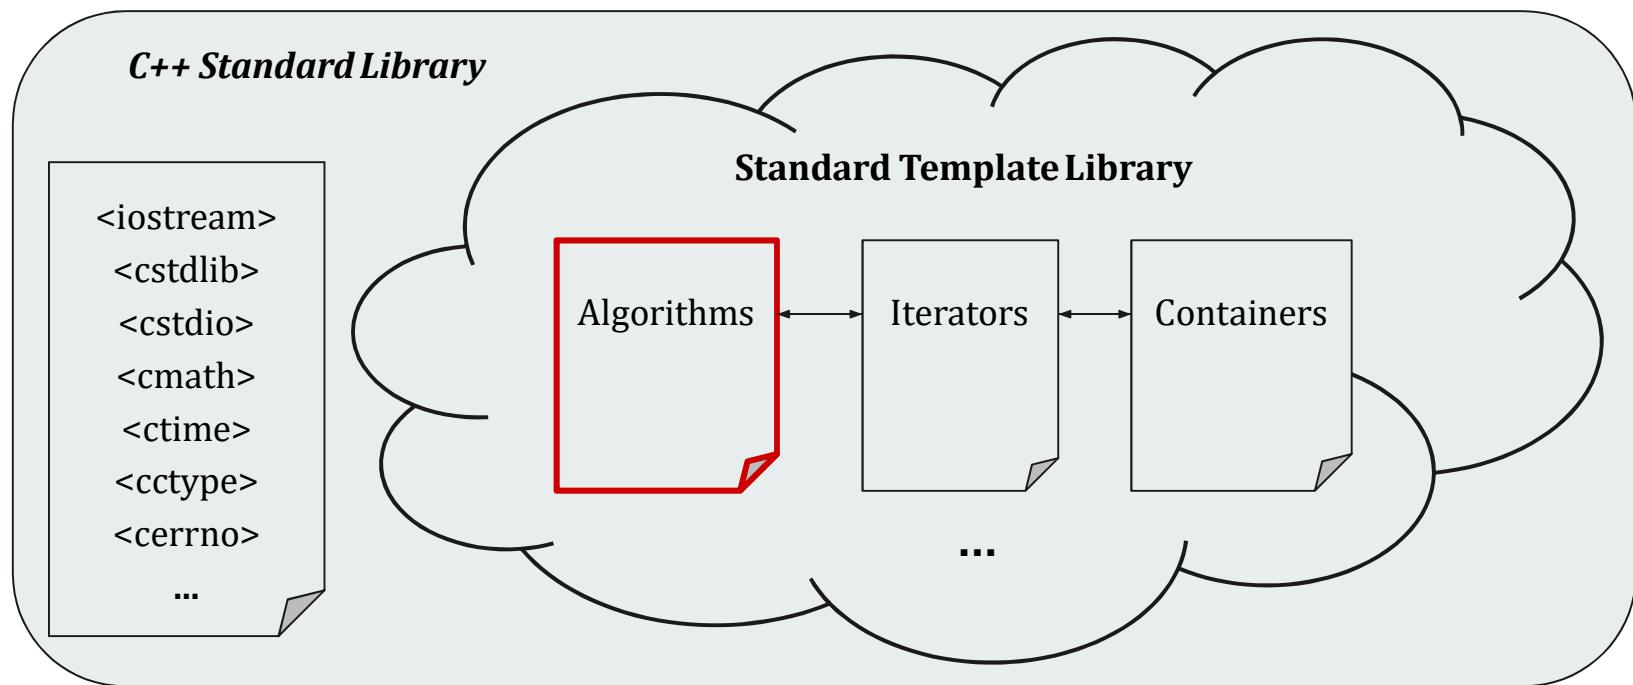 C++ Standard Library
<iostream>
<cstdlib>
<cstdio>
<cmath>
<ctime>
<cctype>
<cerrno>
...
Standard Template Library
Algorithms
Iterators
Containers
...